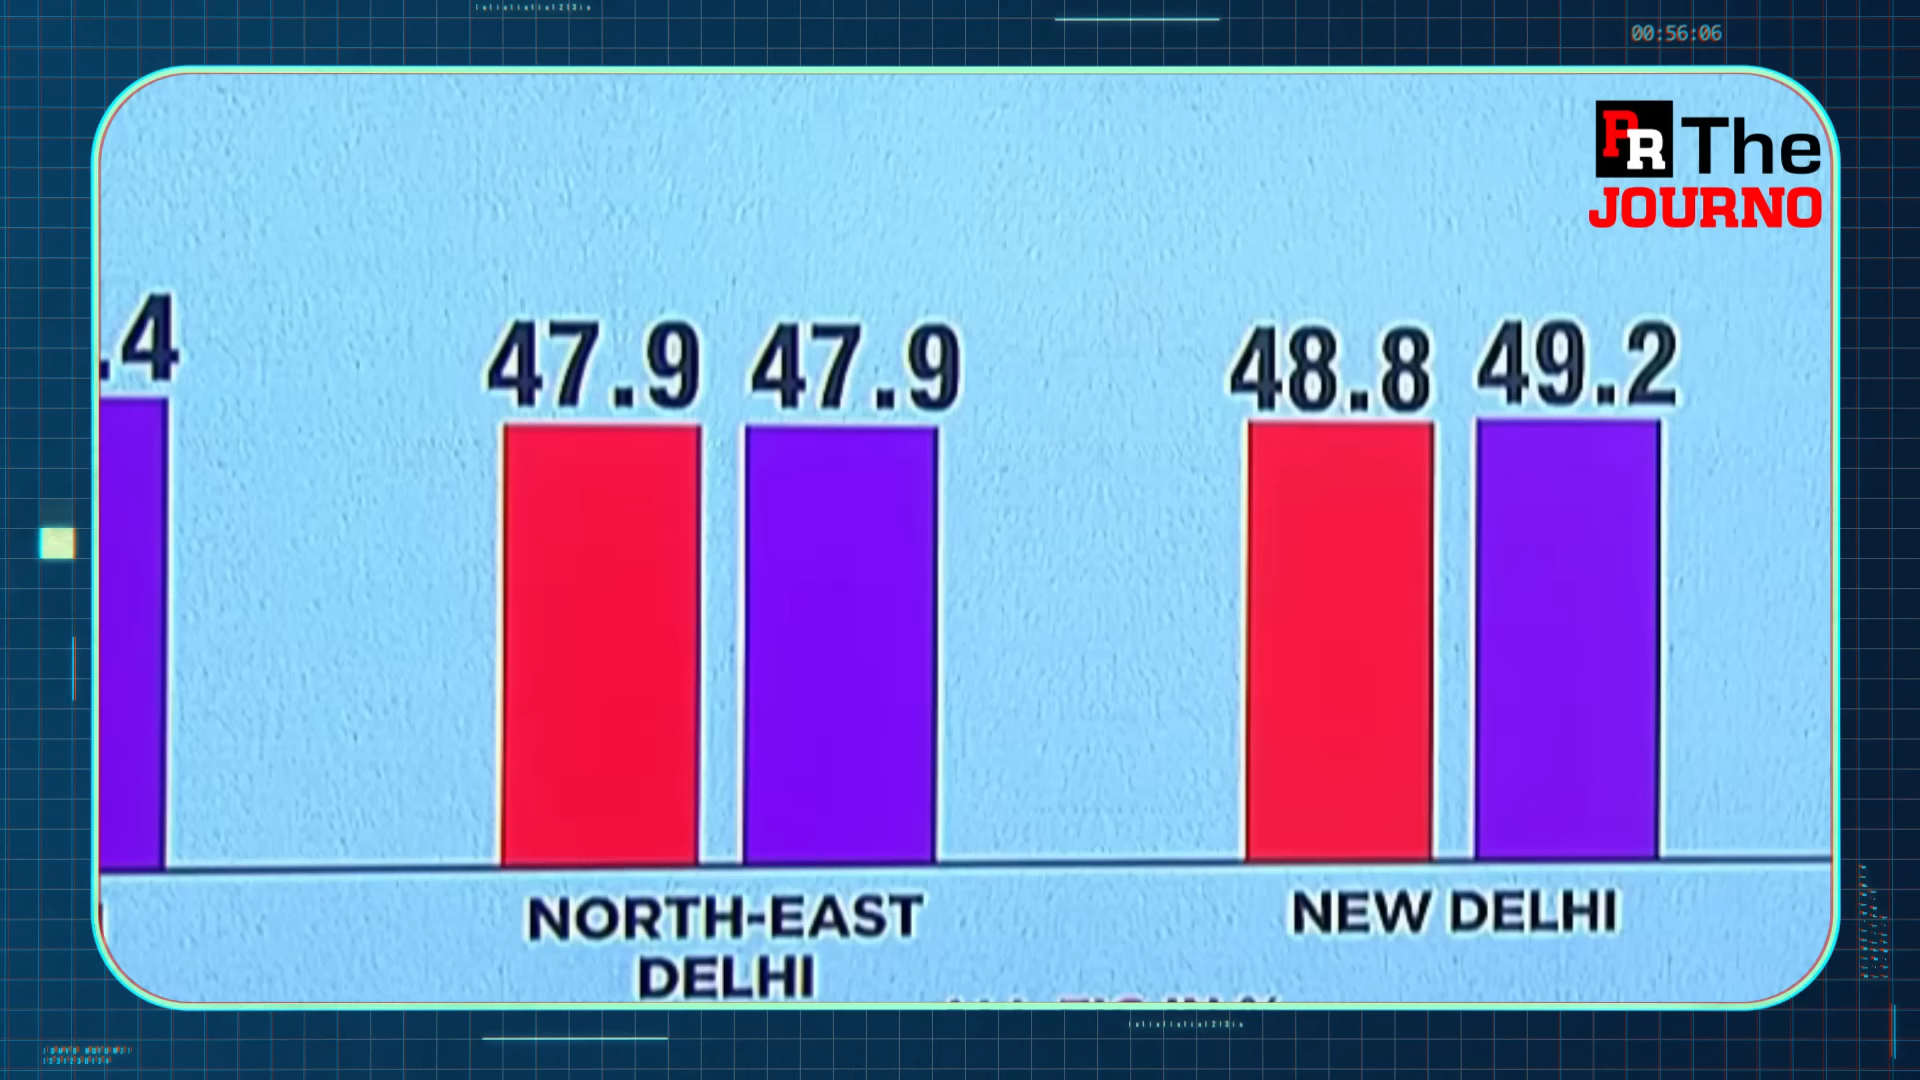 00:56:06
PR The
JOURNO
.4
47.9 47.9
48.8 49.2
NORTH-EAST
DELHI
NEW DELHI